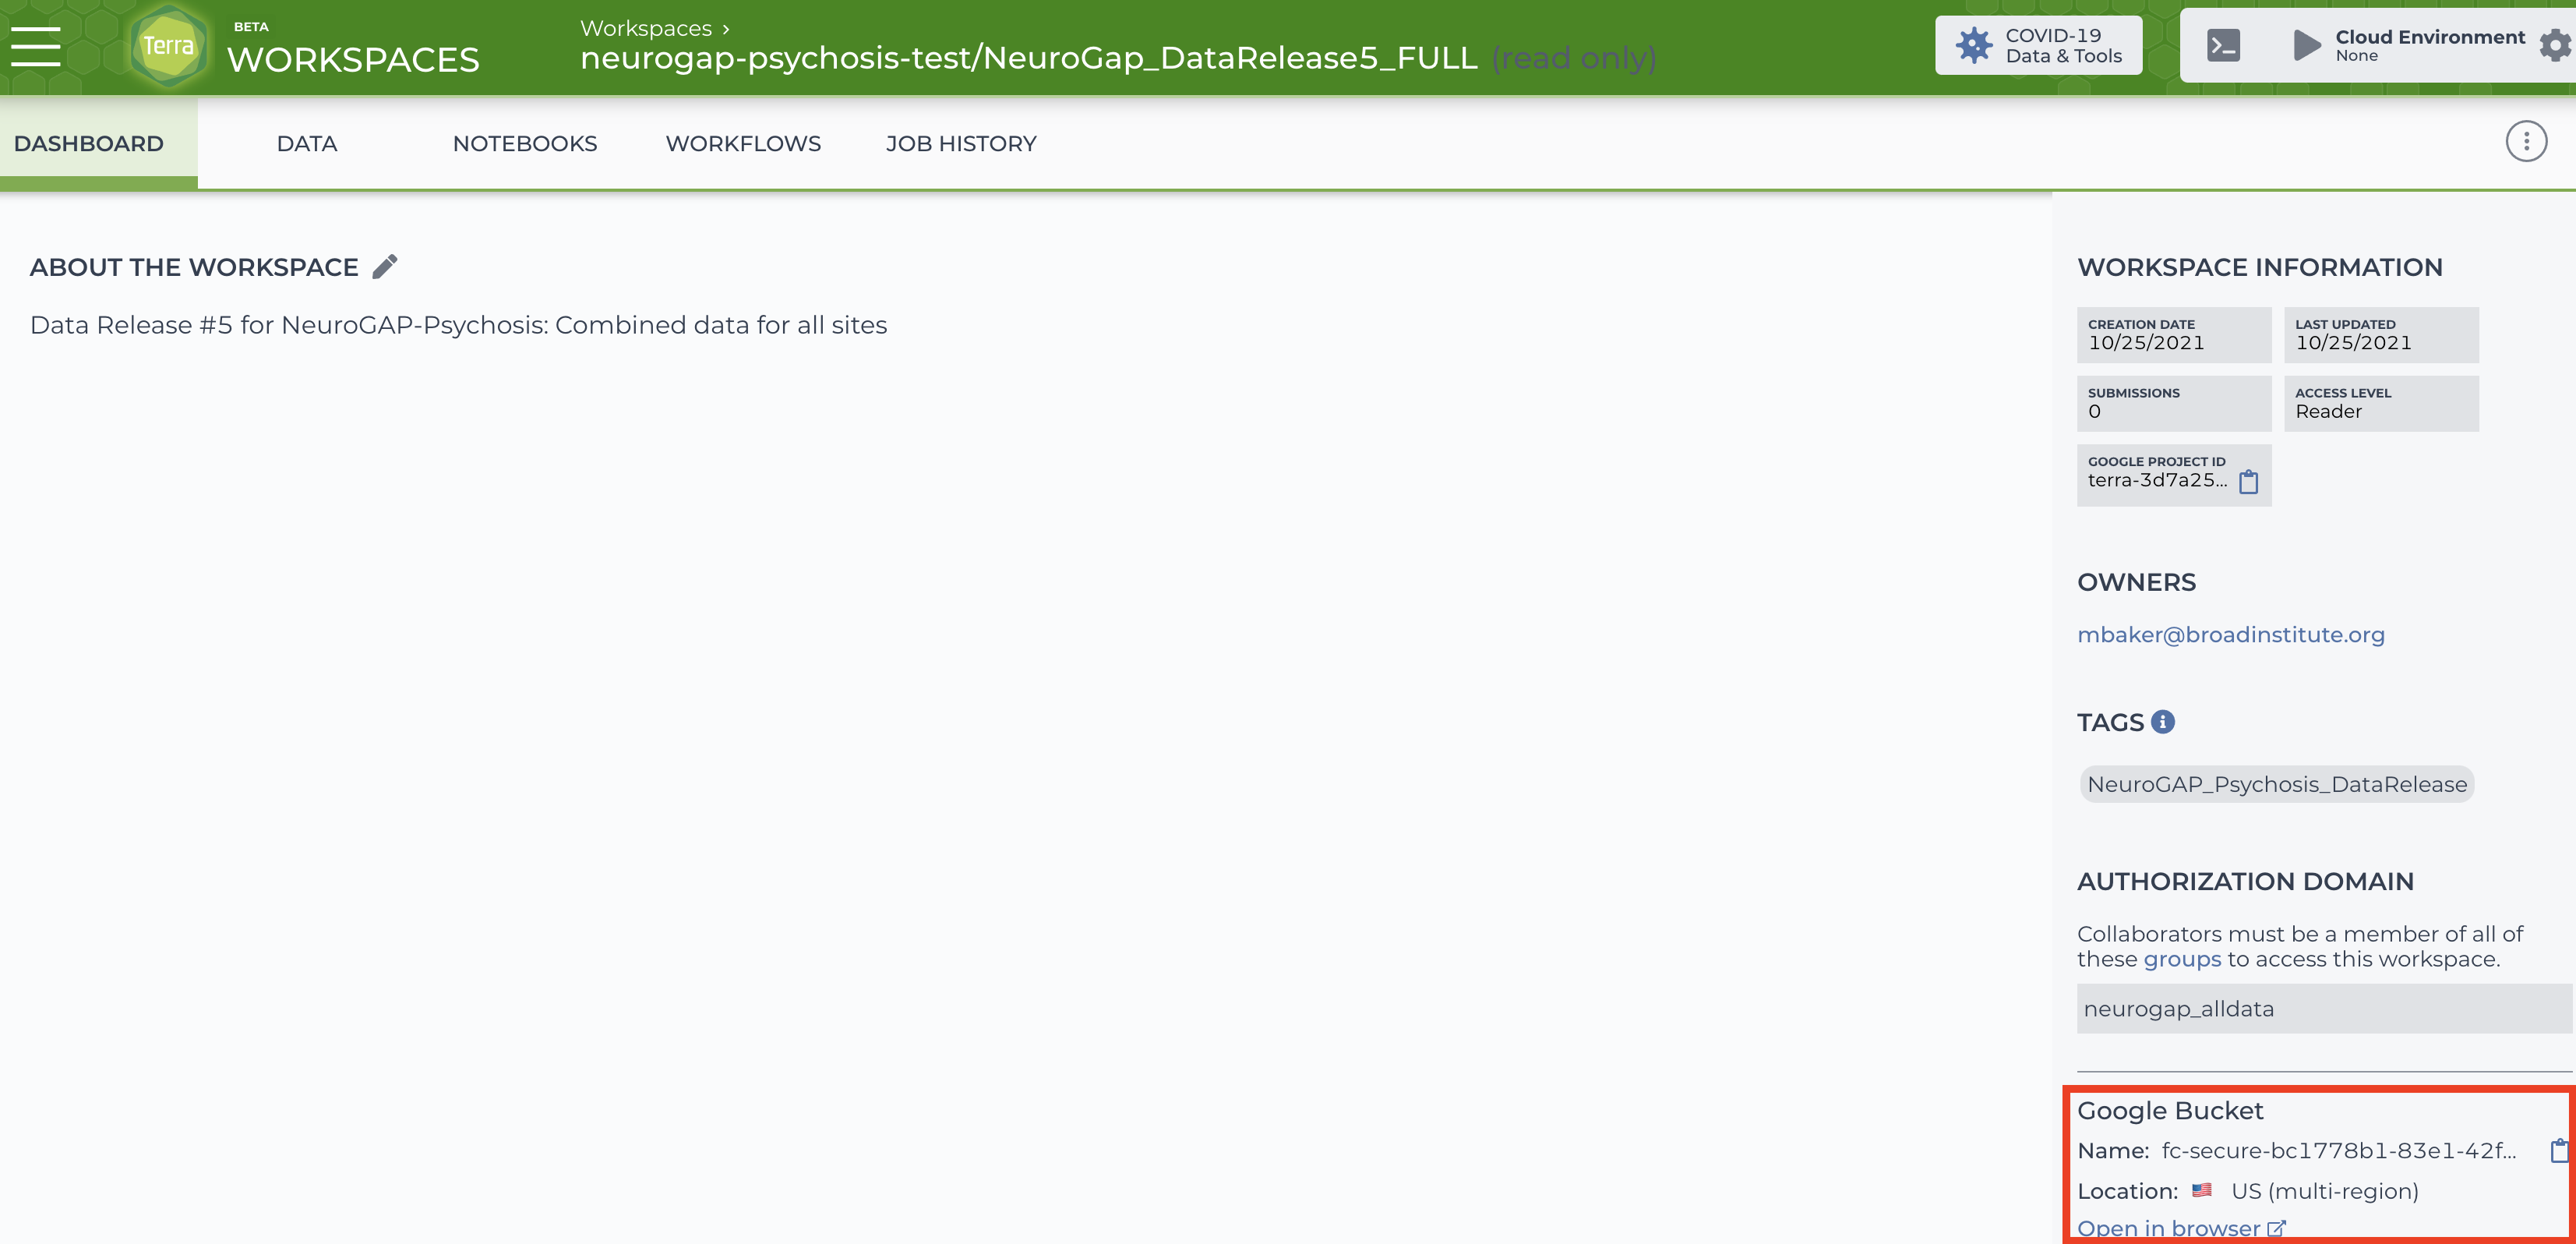 Terra
BETA
WORKSPACES
Workspaces ›
neurogap-psychosis-test/NeuroGap_DataRelease5_FULL (read only)
COVID-19
Data & Tools
Cloud Environment
None
DASHBOARD
DATA
NOTEBOOKS
WORKFLOWS
JOB HISTORY
ABOUT THE WORKSPACE
Data Release #5 for NeuroGAP-Psychosis: Combined data for all sites
WORKSPACE INFORMATION
CREATION DATE
10/25/2021
LAST UPDATED
10/25/2021
SUBMISSIONS
0
ACCESS LEVEL
Reader
GOOGLE PROJECT ID
terra-3d7a25...
OWNERS
mbaker@broadinstitute.org
TAGS
NeuroGAP_Psychosis_DataRelease
AUTHORIZATION DOMAIN
Collaborators must be a member of all of
these groups to access this workspace.
neurogap_alldata
Google Bucket
Name: fc-secure-bc1778b1-83e1-42f...
Location: US (multi-region)
Open in browser